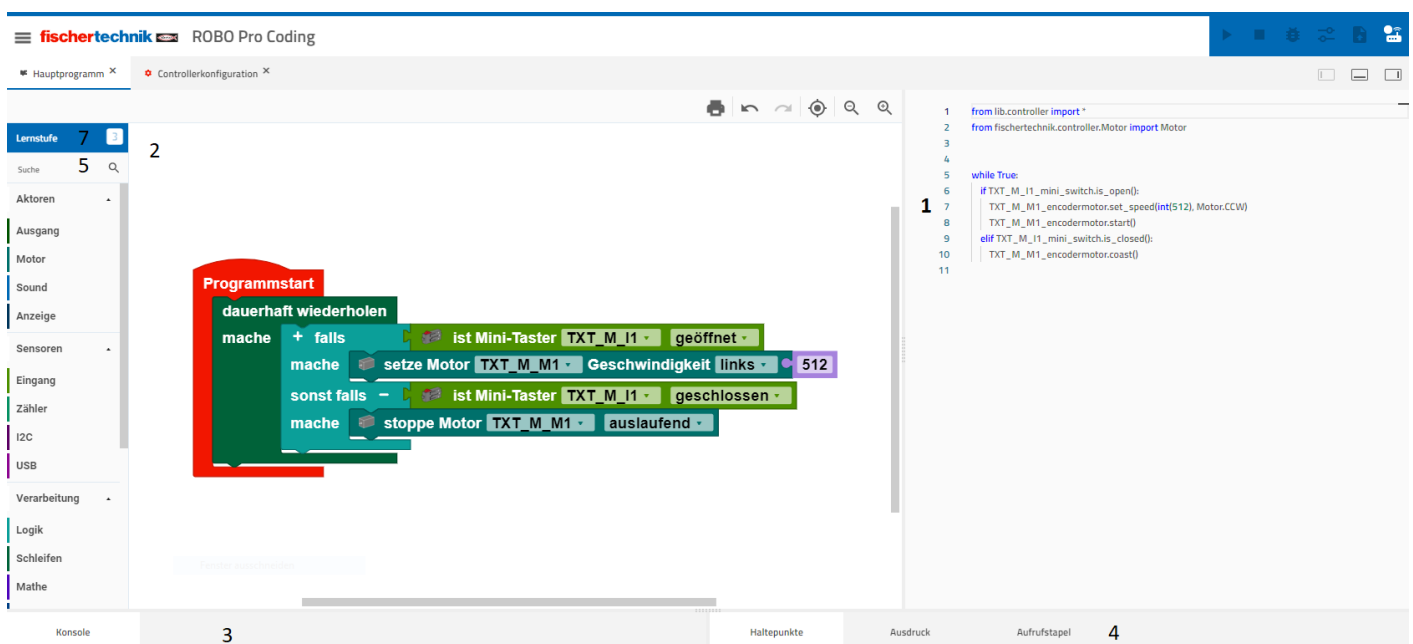 fischertechnik ROBO Pro Coding
Hauptprogramm × Controllerkonfiguration ×
Lernstufe 7 3
Suche 5
Aktoren
Ausgang
Motor
Sound
Anzeige
Sensoren
Eingang
Zähler
I2C
USB
Verarbeitung
Logik
Schleifen
Mathe
2
Programmstart
dauerhaft wiederholen
mache + falls ist Mini-Taster TXT_M_I1 geöffnet
mache setze Motor TXT_M_M1 Geschwindigkeit links 512
sonst falls − ist Mini-Taster TXT_M_I1 geschlossen
mache stoppe Motor TXT_M_M1 auslaufend
1 from lib.controller import *
2 from fischertechnik.controller.Motor import Motor
3
4
5 while True:
6 if TXT_M_I1_mini_switch.is_open():
1 7 TXT_M_M1_encodermotor.set_speed(int(512), Motor.CCW)
8 TXT_M_M1_encodermotor.start()
9 elif TXT_M_I1_mini_switch.is_closed():
10 TXT_M_M1_encodermotor.coast()
11
Konsole 3 Haltepunkte Ausdruck Aufrufstapel 4